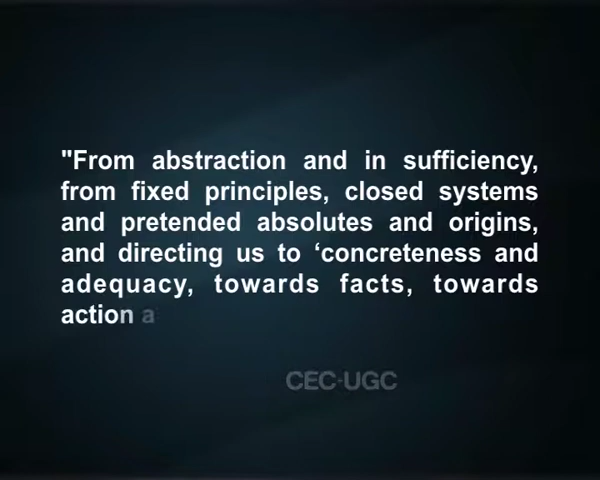 "From abstraction and in sufficiency,
from fixed principles, closed systems
and pretended absolutes and origins,
and directing us to ‘concreteness and
adequacy, towards facts, towards
action a
CEC-UGC